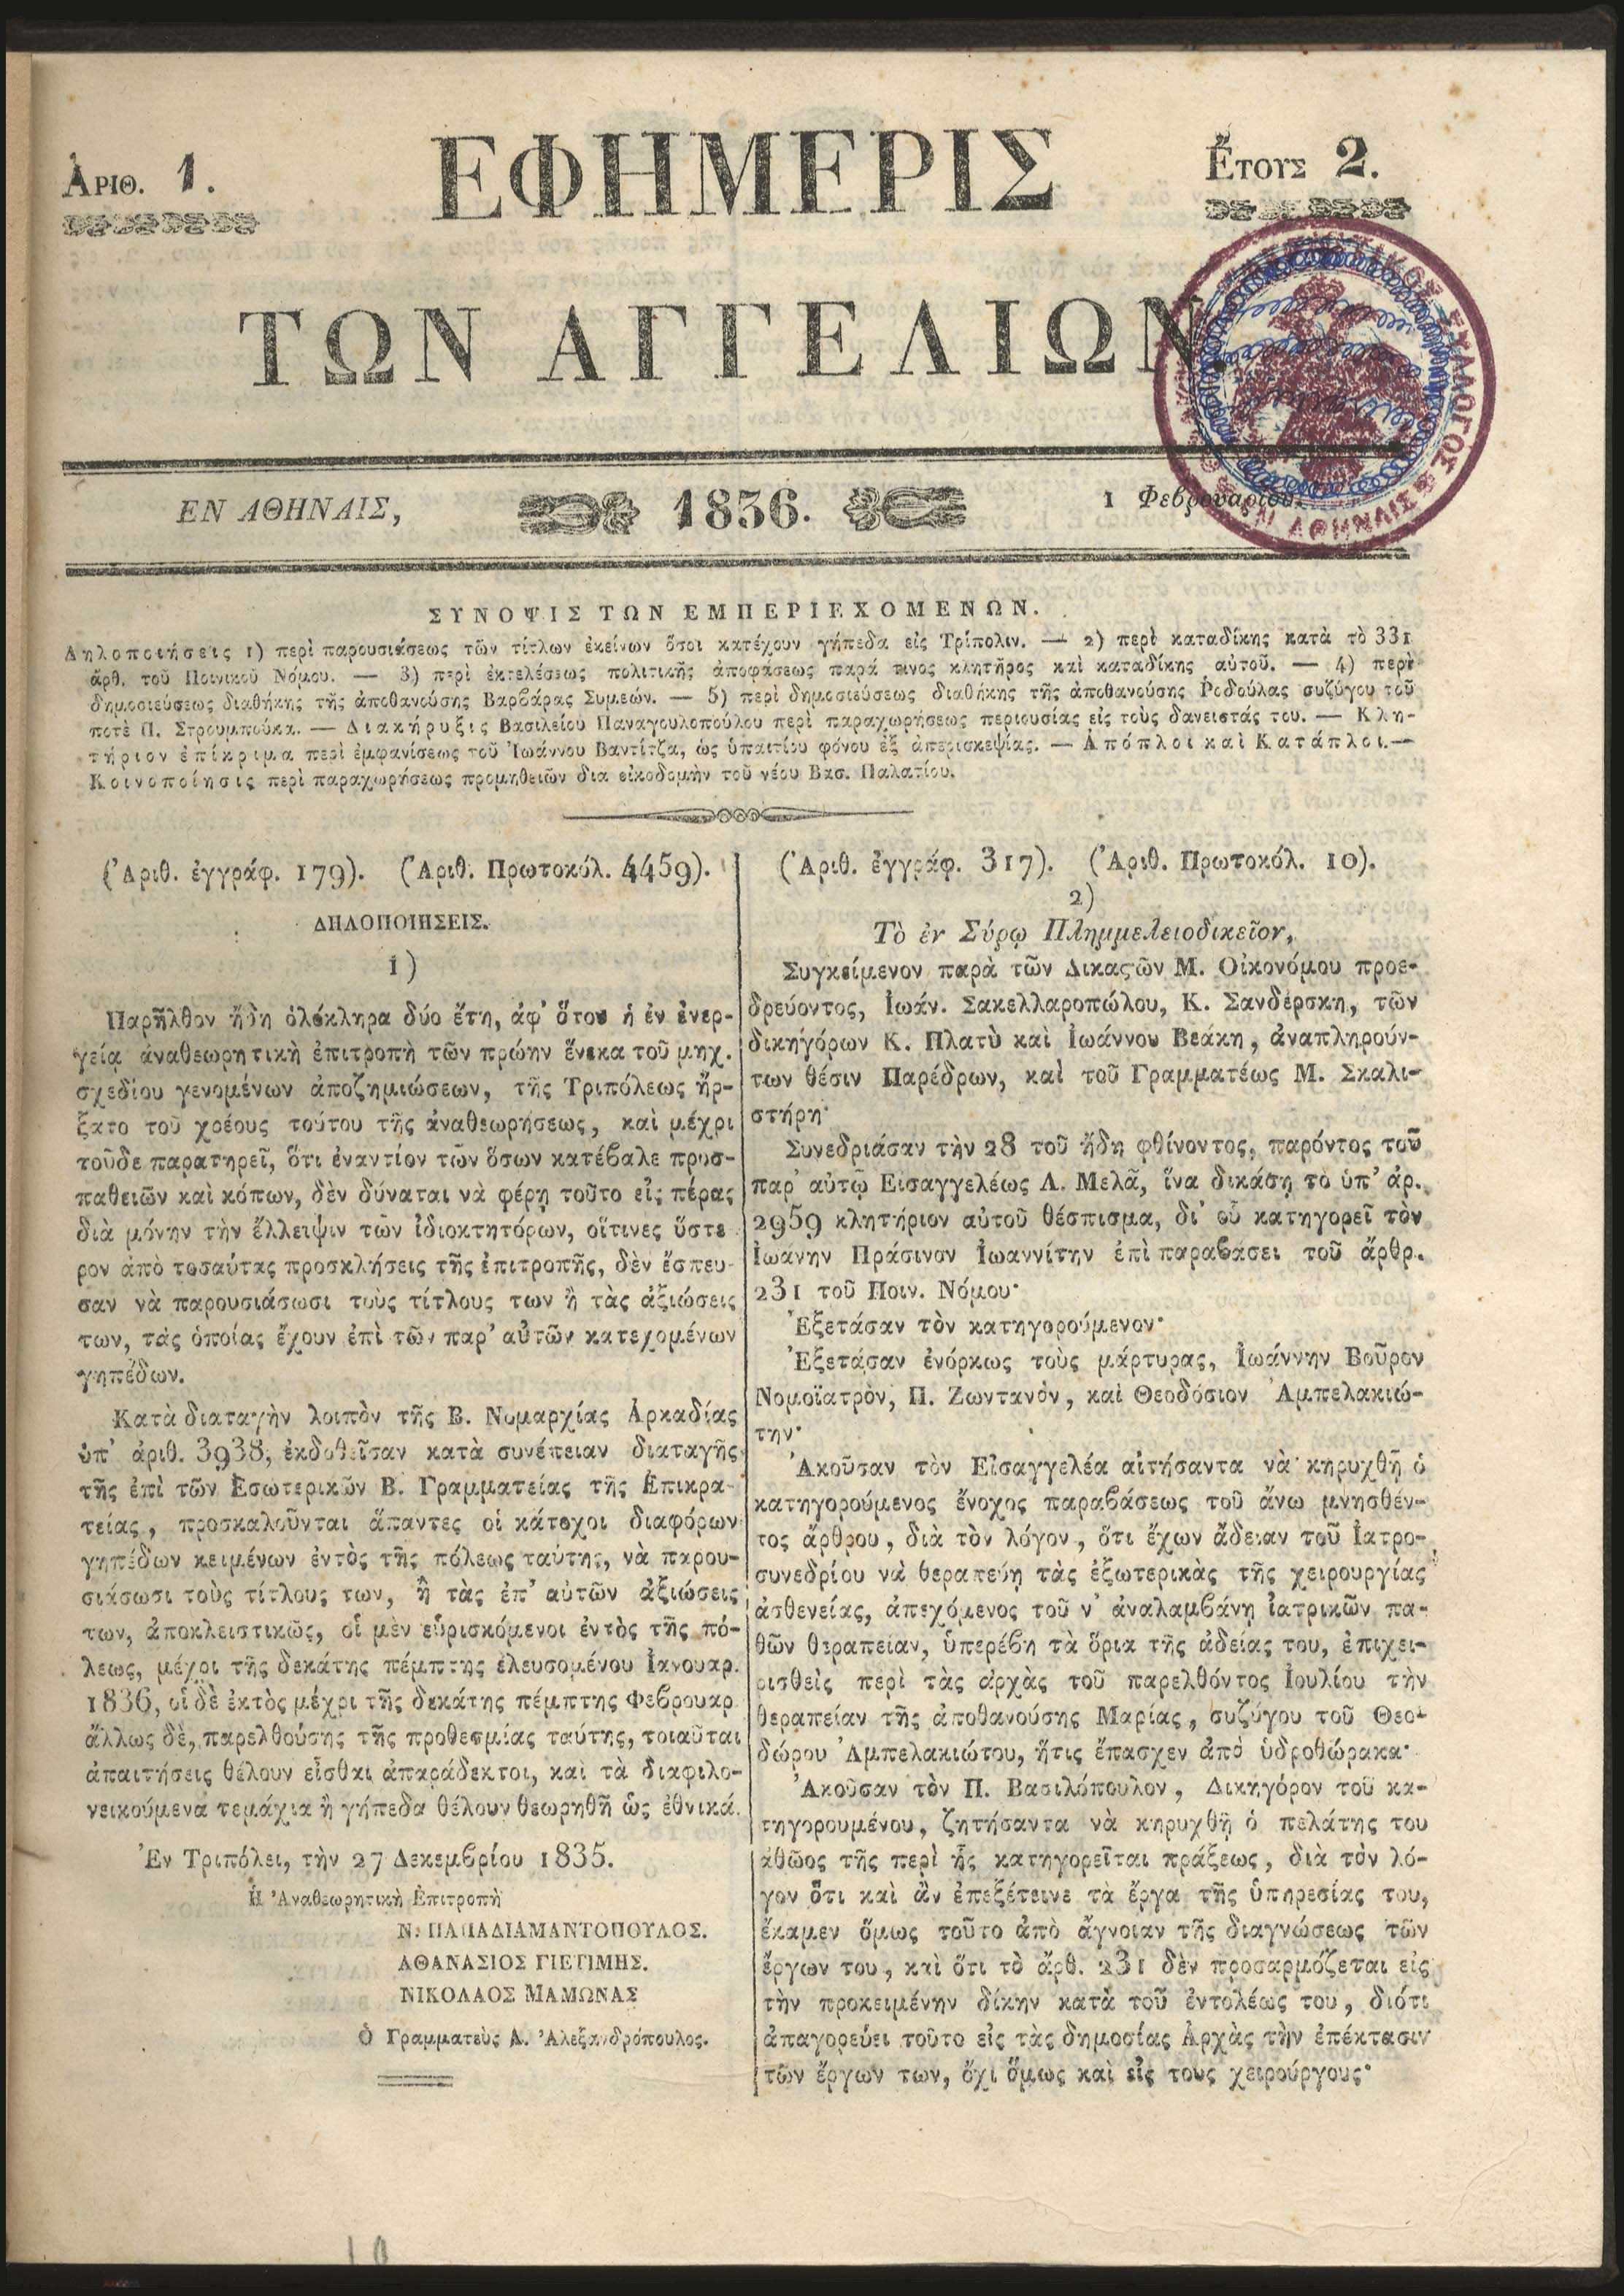 Ἀριθ. 1.
ΕΦΗΜΕΡΙΣ
Ἔτους 2.
ΤΩΝ ΑΓΓΕΛΙΩΝ.
ΕΝ ΑΘΗΝΑΙΣ,
1836.
1 Φεβρουαρίου.
ΣΥΛΛΟΓΟΣ
ΑΘΗΝΑΙΣ
ΣΥΝΟΨΙΣ ΤΩΝ ΕΜΠΕΡΙΕΧΟΜΕΝΩΝ.
Δηλοποιήσεις 1) περὶ παρουσιάσεως τῶν τίτλων ἐκείνων ὅσοι κατέχουν γήπεδα εἰς Τρίπολιν. — 2) περὶ καταδίκης κατὰ τὸ 331
ἀρθ. τοῦ Ποινικοῦ Νόμου. — 3) περὶ ἐκτελέσεως πολιτικῆς ἀποφάσεως παρά τινος κλητῆρος καὶ καταδίκης αὐτοῦ. — 4) περὶ
δημοσιεύσεως διαθήκης τῆς ἀποθανούσης Βαρβάρας Συμεών. — 5) περὶ δημοσιεύσεως διαθήκης τῆς ἀποθανούσης Ῥοδούλας συζύγου τοῦ
ποτὲ Π. Στρουμπούκα. — Διακήρυξις Βασιλείου Παναγουλοπούλου περὶ παραχωρήσεως περιουσίας εἰς τοὺς δανειστάς του. — Κλη-
τήριον ἐπίκριμα περὶ ἐμφανίσεως τοῦ Ἰωάννου Βαντίτζα, ὡς ὑπαιτίου φόνου ἐξ ἀπερισκεψίας. — Ἀπόπλοι καὶ Κατάπλοι.—
Κοινοποίησις περὶ παραχωρήσεως προμηθειῶν δια οἰκοδομὴν τοῦ νέου Βασ. Παλατίου.
(Ἀριθ. ἐγγράφ. 179). (Ἀριθ. Πρωτοκόλ. 4459).
ΔΗΛΟΠΟΙΗΣΕΙΣ.
1)
Παρῆλθον ἤδη ὁλόκληρα δύο ἔτη, ἀφ' ὅτου ἡ ἐν ἐνερ-
γείᾳ ἀναθεωρητικὴ ἐπιτροπὴ τῶν πρώην ἕνεκα τοῦ μηχ.
σχεδίου γενομένων ἀποζημιώσεων, τῆς Τριπόλεως ἤρ-
ξατο τοῦ χρέους τούτου τῆς ἀναθεωρήσεως, καὶ μέχρι
τοῦδε παρατηρεῖ, ὅτι ἐναντίον τῶν ὅσων κατέβαλε προσ-
παθειῶν καὶ κόπων, δὲν δύναται νὰ φέρῃ τοῦτο εἰς πέρας
διὰ μόνην τὴν ἔλλειψιν τῶν ἰδιοκτητόρων, οἵτινες ὕστε
ρον ἀπὸ τοσαύτας προσκλήσεις τῆς ἐπιτροπῆς, δὲν ἔσπευ-
σαν νὰ παρουσιάσωσι τοὺς τίτλους των ἢ τὰς ἀξιώσεις
των, τὰς ὁποίας ἔχουν ἐπὶ τῶν παρ' αὐτῶν κατεχομένων
γηπέδων.
Κατὰ διαταγὴν λοιπὸν τῆς Β. Νομαρχίας Ἀρκαδίας
ὑπ' ἀριθ. 3938, ἐκδοθεῖσαν κατὰ συνέπειαν διαταγῆς
τῆς ἐπὶ τῶν Ἐσωτερικῶν Β. Γραμματείας τῆς Ἐπικρα-
τείας, προσκαλοῦνται ἅπαντες οἱ κάτοχοι διαφόρων
γηπέδων κειμένων ἐντὸς τῆς πόλεως ταύτης, νὰ παρου-
σιάσωσι τοὺς τίτλους των, ἢ τὰς ἐπ' αὐτῶν ἀξιώσεις
των, ἀποκλειστικῶς, οἱ μὲν εὑρισκόμενοι ἐντὸς τῆς πό-
λεως, μέχρι τῆς δεκάτης πέμπτης ἐλευσομένου Ἰανουαρ.
1836, οἱ δὲ ἐκτὸς μέχρι τῆς δεκάτης πέμπτης Φεβρουαρ
ἄλλως δὲ, παρελθούσης τῆς προθεσμίας ταύτης, τοιαῦται
ἀπαιτήσεις θέλουν εἶσθαι ἀπαράδεκτοι, καὶ τὰ διαφιλο-
νεικούμενα τεμάχια ἢ γήπεδα θέλουν θεωρηθῆ ὡς ἐθνικά.
Ἐν Τριπόλει, τὴν 27 Δεκεμβρίου 1835.
Ἡ Ἀναθεωρητικὴ Ἐπιτροπὴ
Ν. ΠΑΠΑΔΙΑΜΑΝΤΟΠΟΥΛΟΣ.
ΑΘΑΝΑΣΙΟΣ ΓΙΕΤΙΜΗΣ.
ΝΙΚΟΛΑΟΣ ΜΑΜΩΝΑΣ
Ὁ Γραμματεὺς Α. Ἀλεξανδρόπουλος.
(Ἀριθ. ἐγγράφ. 317). (Ἀριθ. Πρωτοκόλ. 10).
2)
Τὸ ἐν Σύρῳ Πλημμελειοδικεῖον,
Συγκείμενον παρὰ τῶν Δικαϛῶν Μ. Οἰκονόμου προε-
δρεύοντος, Ἰωάν. Σακελλαροπώλου, Κ. Σανδέρσκη, τῶν
δικηγόρων Κ. Πλατὺ καὶ Ἰωάννου Βεάκη, ἀναπληρούν-
των θέσιν Παρέδρων, καὶ τοῦ Γραμματέως Μ. Σκαλι-
στήρη·
Συνεδριάσαν τὴν 28 τοῦ ἤδη φθίνοντος, παρόντος τοῦ
παρ' αὐτῷ Εισαγγελέως Λ. Μελᾶ, ἵνα δικάσῃ τὸ ὑπ' ἀρ.
2959 κλητήριον αὐτοῦ θέσπισμα, δι' οὗ κατηγορεῖ τὸν
Ἰωάνην Πράσινον Ἰωαννίτην ἐπὶ παραβάσει τοῦ ἄρθρ.
231 τοῦ Ποιν. Νόμου·
Ἐξετάσαν τὸν κατηγορούμενον·
Ἐξετάσαν ἐνόρκως τοὺς μάρτυρας, Ἰωάννην Βοῦρον
Νομοϊατρὸν, Π. Ζωντανὸν, καὶ Θεοδόσιον Ἀμπελακιώ-
την·
Ἀκοῦσαν τὸν Εἰσαγγελέα αἰτήσαντα νὰ κηρυχθῇ ὁ
κατηγορούμενος ἔνοχος παραβάσεως τοῦ ἄνω μνησθέν-
τος ἄρθρου, διὰ τὸν λόγον, ὅτι ἔχων ἄδειαν τοῦ Ἰατρο-
συνεδρίου νὰ θεραπεύῃ τὰς ἐξωτερικὰς τῆς χειρουργίας
ἀσθενείας, ἀπεχόμενος τοῦ ν' ἀναλαμβάνῃ ἰατρικῶν πα-
θῶν θεραπείαν, ὑπερέβη τὰ ὅρια τῆς ἀδείας του, ἐπιχει-
ρισθεὶς περὶ τὰς ἀρχὰς τοῦ παρελθόντος Ἰουλίου τὴν
θεραπείαν τῆς ἀποθανούσης Μαρίας, συζύγου τοῦ Θεο-
δώρου Ἀμπελακιώτου, ἥτις ἔπασχεν ἀπὸ ὑδροθώρακα·
Ἀκοῦσαν τὸν Π. Βασιλόπουλον, Δικηγόρον τοῦ κα-
τηγορουμένου, ζητήσαντα νὰ κηρυχθῇ ὁ πελάτης του
ἀθῶος τῆς περὶ ἧς κατηγορεῖται πράξεως, διὰ τὸν λό-
γον ὅτι καὶ ἂν ἐπεξέτεινε τὰ ἔργα τῆς ὑπηρεσίας του,
ἔκαμεν ὅμως τοῦτο ἀπὸ ἄγνοιαν τῆς διαγνώσεως τῶν
ἔργων του, καὶ ὅτι τὸ ἄρθ. 231 δὲν προσαρμόζεται εἰς
τὴν προκειμένην δίκην κατὰ τοῦ ἐντολέως του, διότι
ἀπαγορεύει τοῦτο εἰς τὰς δημοσίας Ἀρχὰς τὴν ἐπέκτασιν
τῶν ἔργων των, ὄχι ὅμως καὶ εἰς τους χειρούργους·